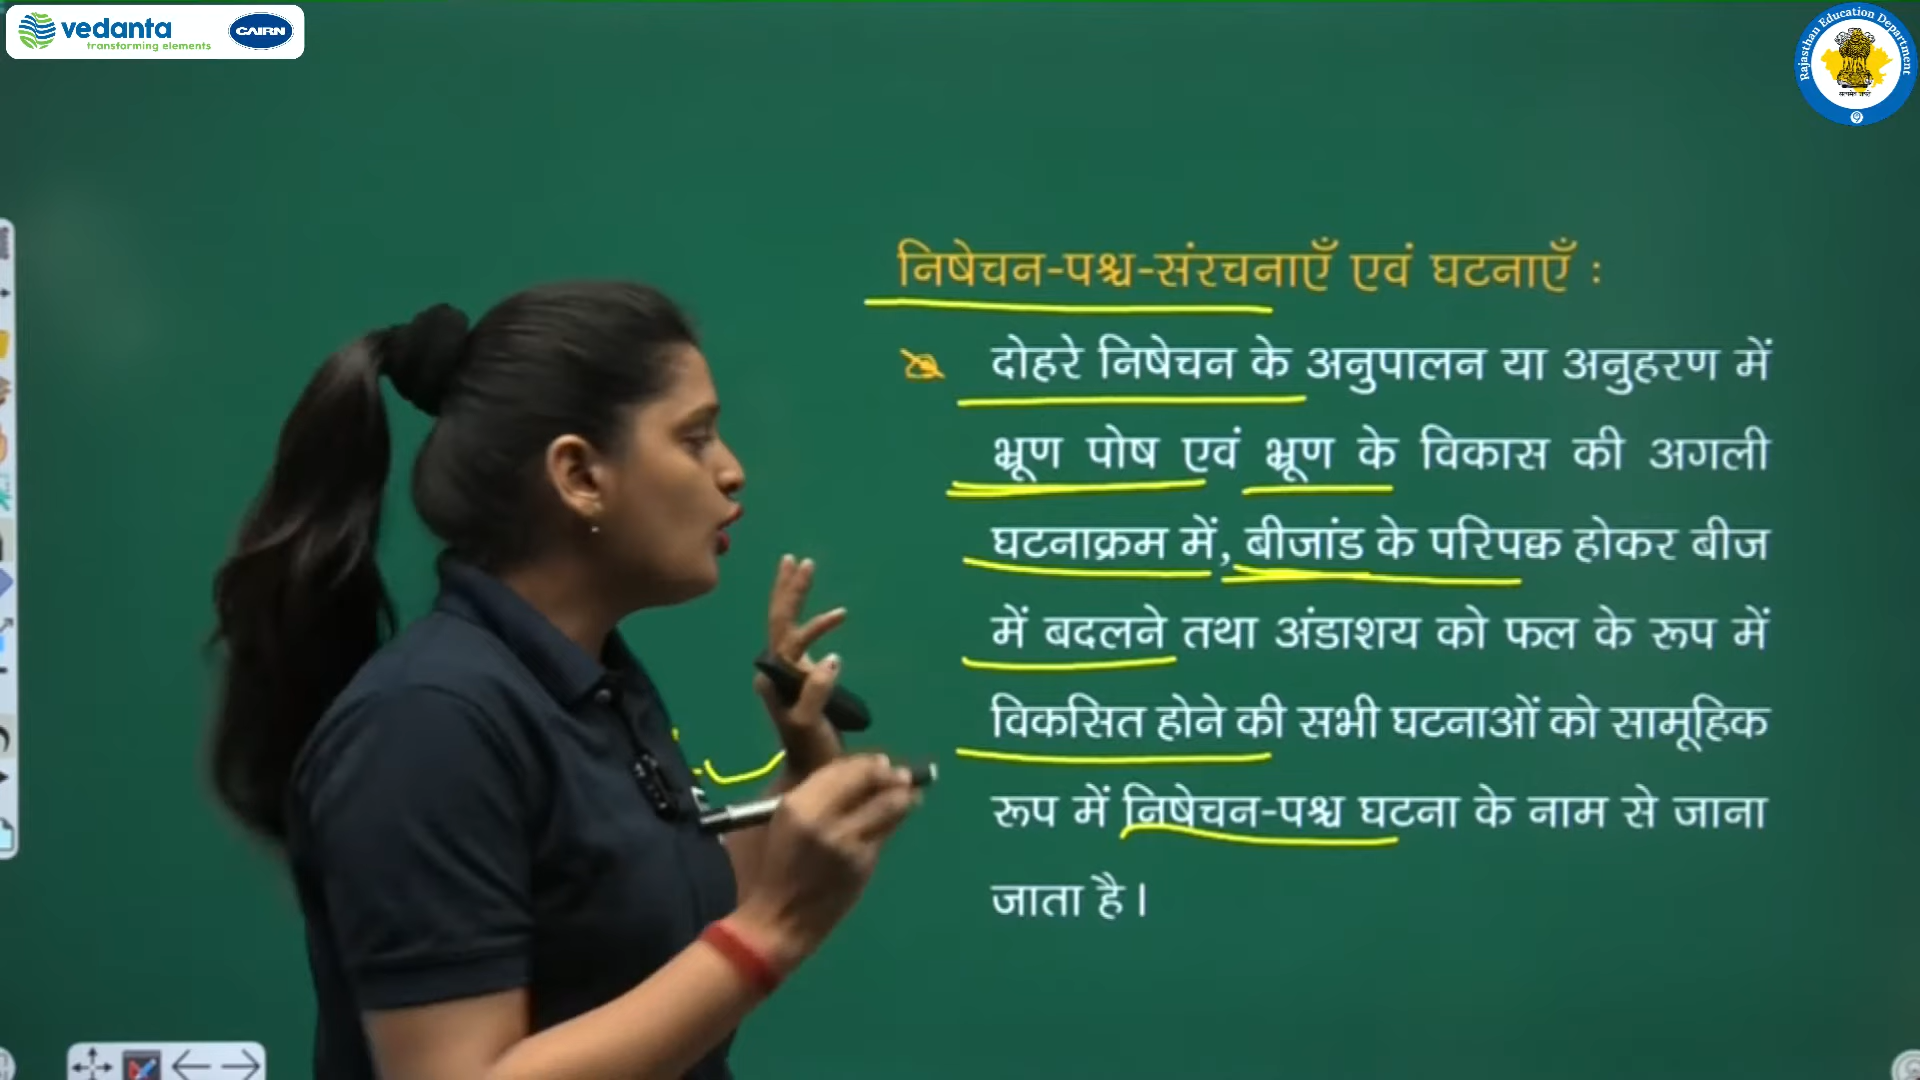 vedanta
transforming elements
CAIRN
Rajasthan Education Department
निषेचन-पश्च-संरचनाएँ एवं घटनाएँ :
दोहरे निषेचन के अनुपालन या अनुहरण में
भ्रूण पोष एवं भ्रूण के विकास की अगली
घटनाक्रम में, बीजांड के परिपक्व होकर बीज
में बदलने तथा अंडाशय को फल के रूप में
विकसित होने की सभी घटनाओं को सामूहिक
रूप में निषेचन-पश्च घटना के नाम से जाना
जाता है।